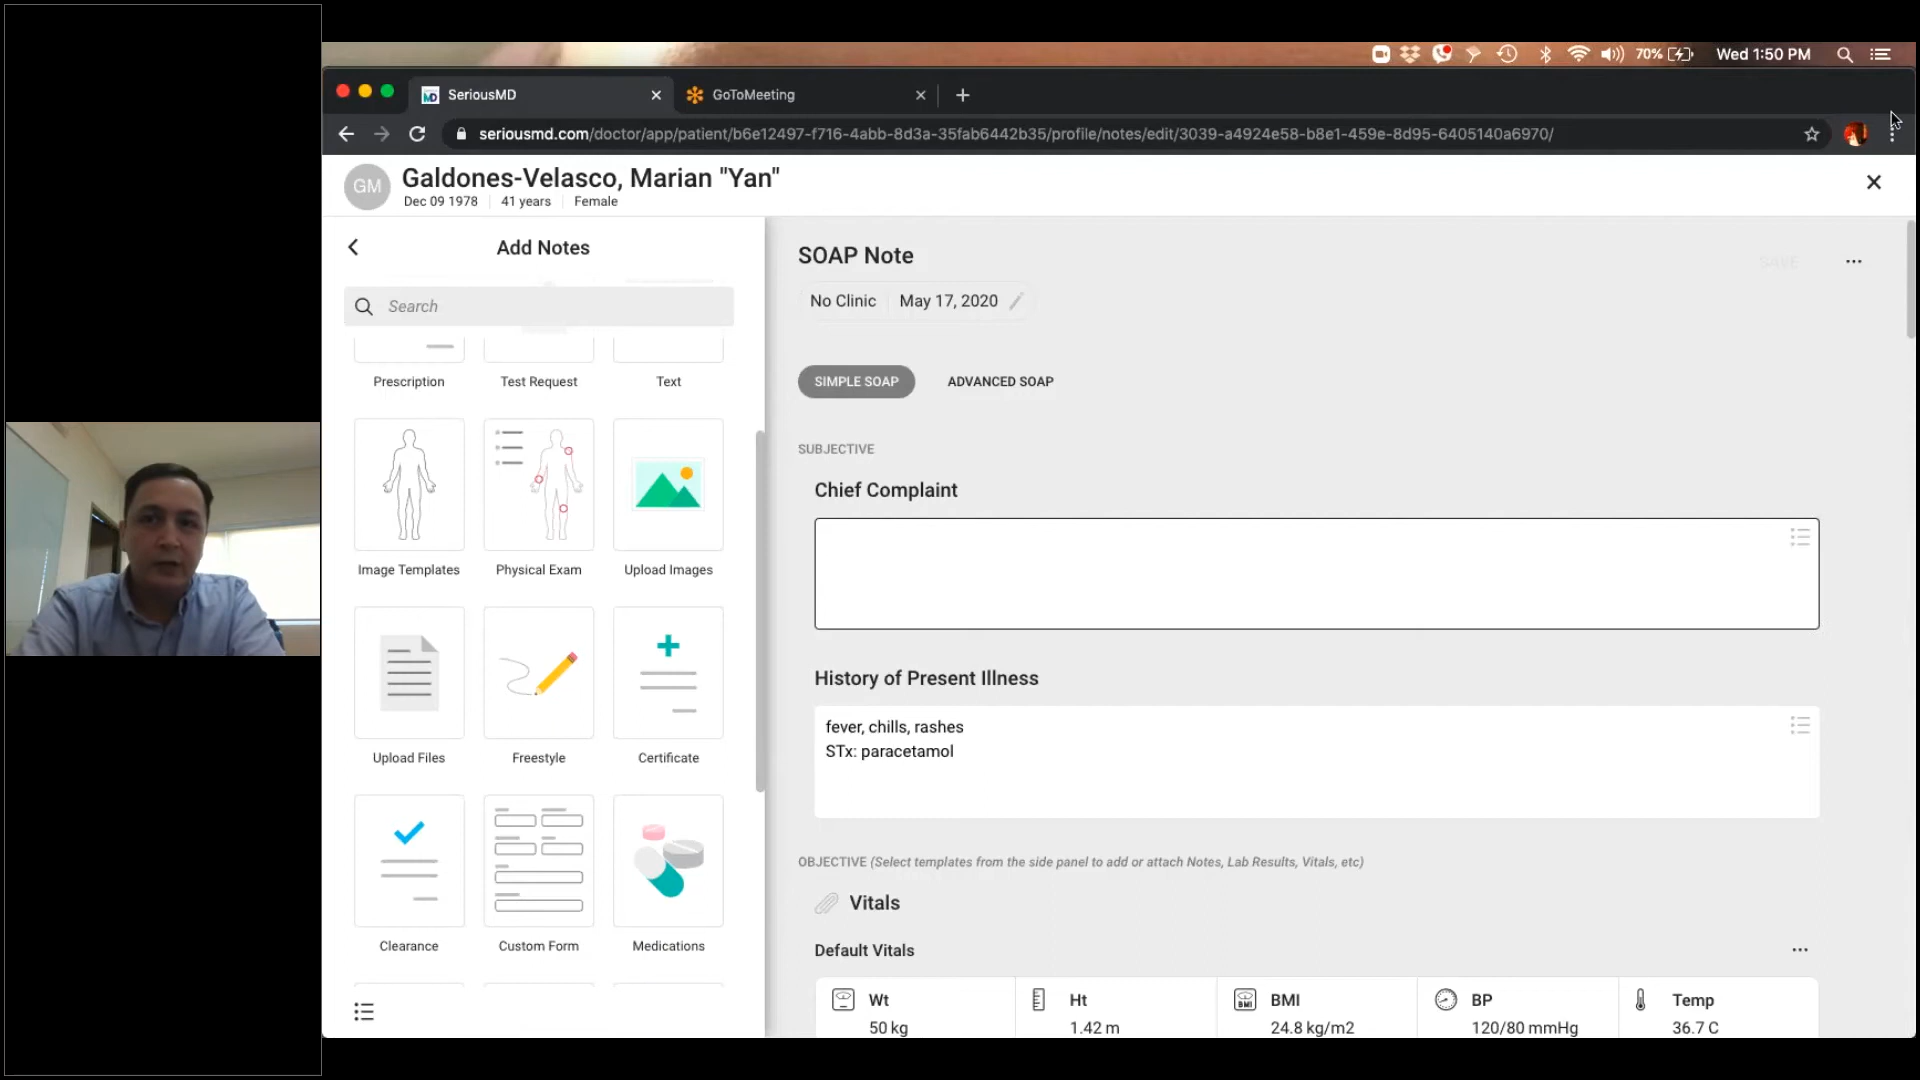 70%
Wed 1:50 PM
MD SeriousMD
GoToMeeting
seriousmd.com/doctor/app/patient/b6e12497-f716-4abb-8d3a-35fab6442b35/profile/notes/edit/3039-a4924e58-b8e1-459e-8d95-6405140a6970/
GM
Galdones-Velasco, Marian "Yan"
Dec 09 1978 | 41 years | Female
Add Notes
Search
Prescription
Test Request
Text
Image Templates
Physical Exam
Upload Images
Upload Files
Freestyle
Certificate
Clearance
Custom Form
Medications
SOAP Note
SAVE
No Clinic
May 17, 2020
SIMPLE SOAP
ADVANCED SOAP
SUBJECTIVE
Chief Complaint
History of Present Illness
fever, chills, rashes
STx: paracetamol
OBJECTIVE (Select templates from the side panel to add or attach Notes, Lab Results, Vitals, etc)
Vitals
Default Vitals
Wt
50 kg
Ht
1.42 m
BMI
BMI
24.8 kg/m2
BP
120/80 mmHg
Temp
36.7 C